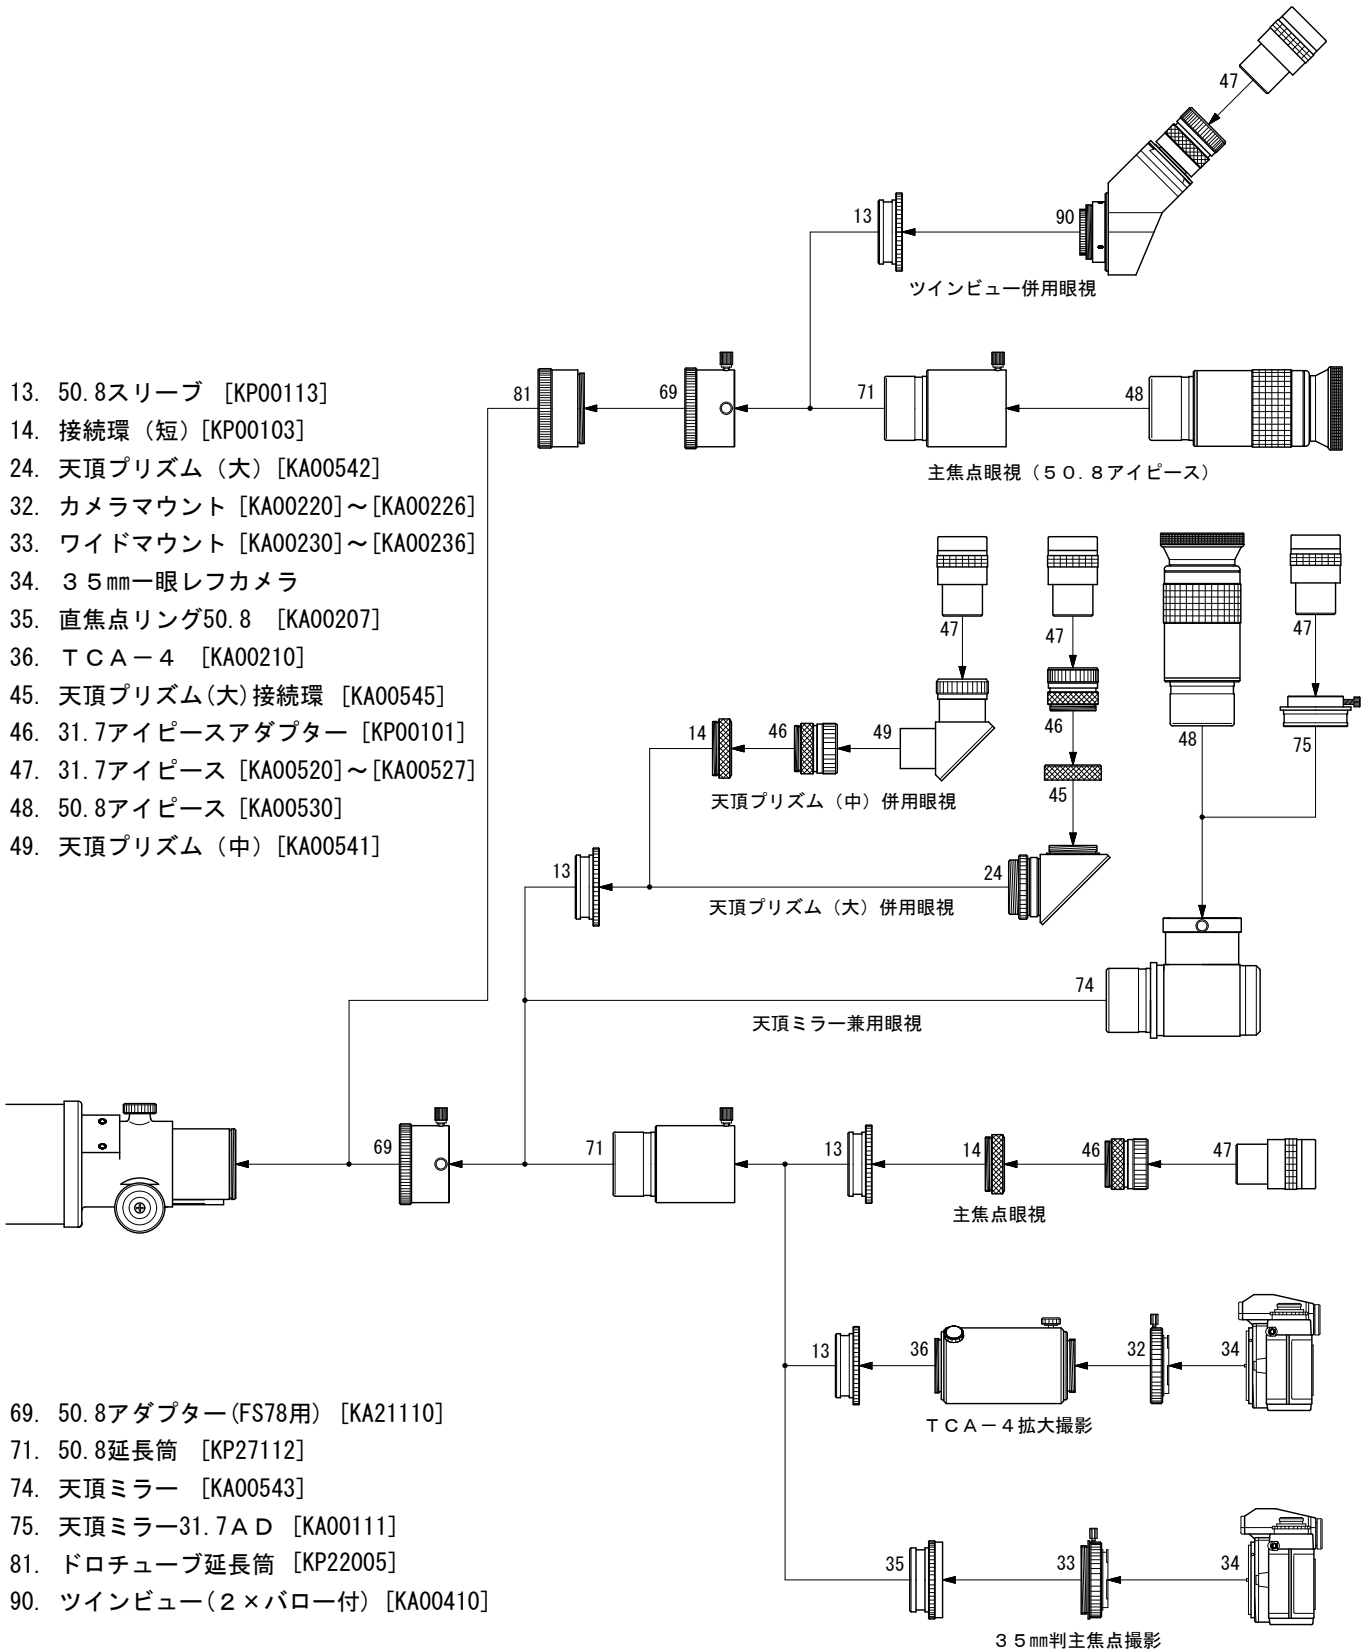 47
13
90
ツインビュー併用眼視
13. 50.8スリーブ [KP00113]
14. 接続環（短）[KP00103]
24. 天頂プリズム（大）[KA00542]
32. カメラマウント [KA00220]～[KA00226]
33. ワイドマウント [KA00230]～[KA00236]
34. ３５㎜一眼レフカメラ
35. 直焦点リング50.8 [KA00207]
36. ＴＣＡ－４ [KA00210]
45. 天頂プリズム(大)接続環 [KA00545]
46. 31.7アイピースアダプター [KP00101]
47. 31.7アイピース [KA00520]～[KA00527]
48. 50.8アイピース [KA00530]
49. 天頂プリズム（中）[KA00541]
81
69
71
48
主焦点眼視（５０.８アイピース）
47
47
47
14
46
49
46
48
75
天頂プリズム（中）併用眼視
45
13
24
天頂プリズム（大）併用眼視
74
天頂ミラー兼用眼視
69
71
13
14
46
47
主焦点眼視
13
36
32
34
ＴＣＡ－４拡大撮影
69. 50.8アダプター(FS78用) [KA21110]
71. 50.8延長筒 [KP27112]
74. 天頂ミラー [KA00543]
75. 天頂ミラー31.7ＡＤ [KA00111]
81. ドロチューブ延長筒 [KP22005]
90. ツインビュー(２×バロー付) [KA00410]
35
33
34
３５㎜判主焦点撮影